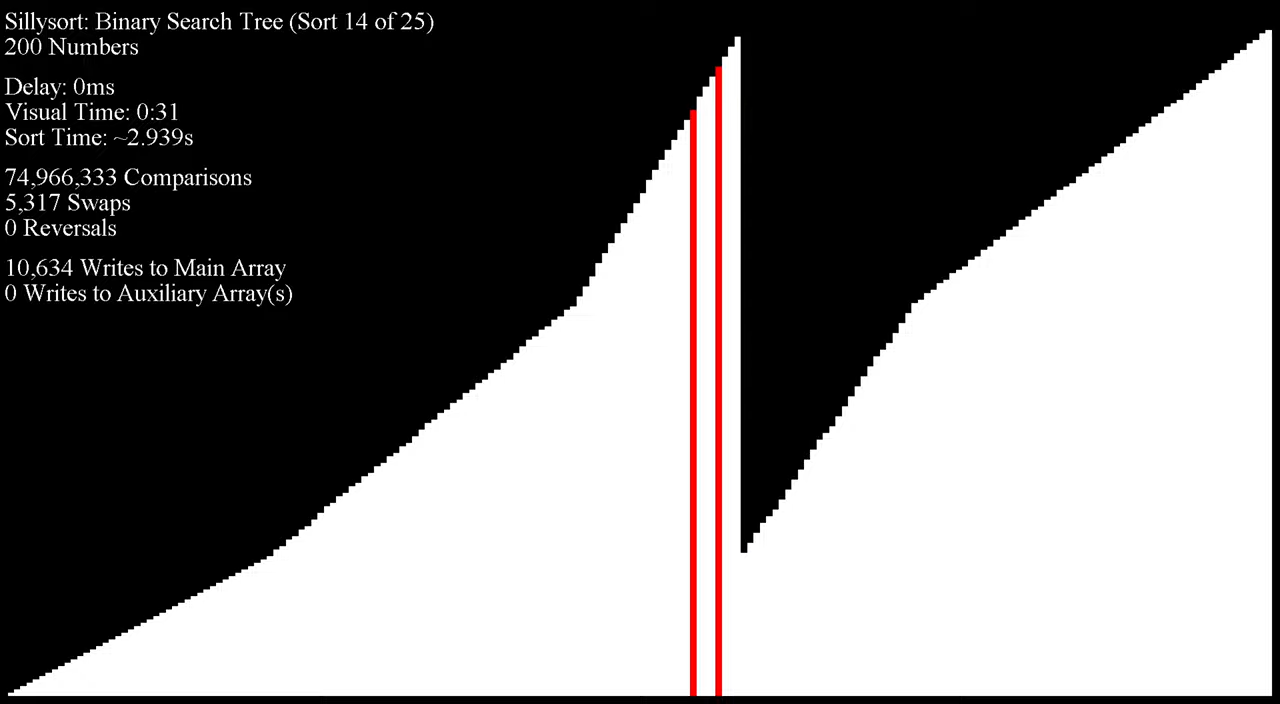 Sillysort: Binary Search Tree (Sort 14 of 25)
200 Numbers
Delay: 0ms
Visual Time: 0:31
Sort Time: ~2.939s
74,966,333 Comparisons
5,317 Swaps
0 Reversals
10,634 Writes to Main Array
0 Writes to Auxiliary Array(s)